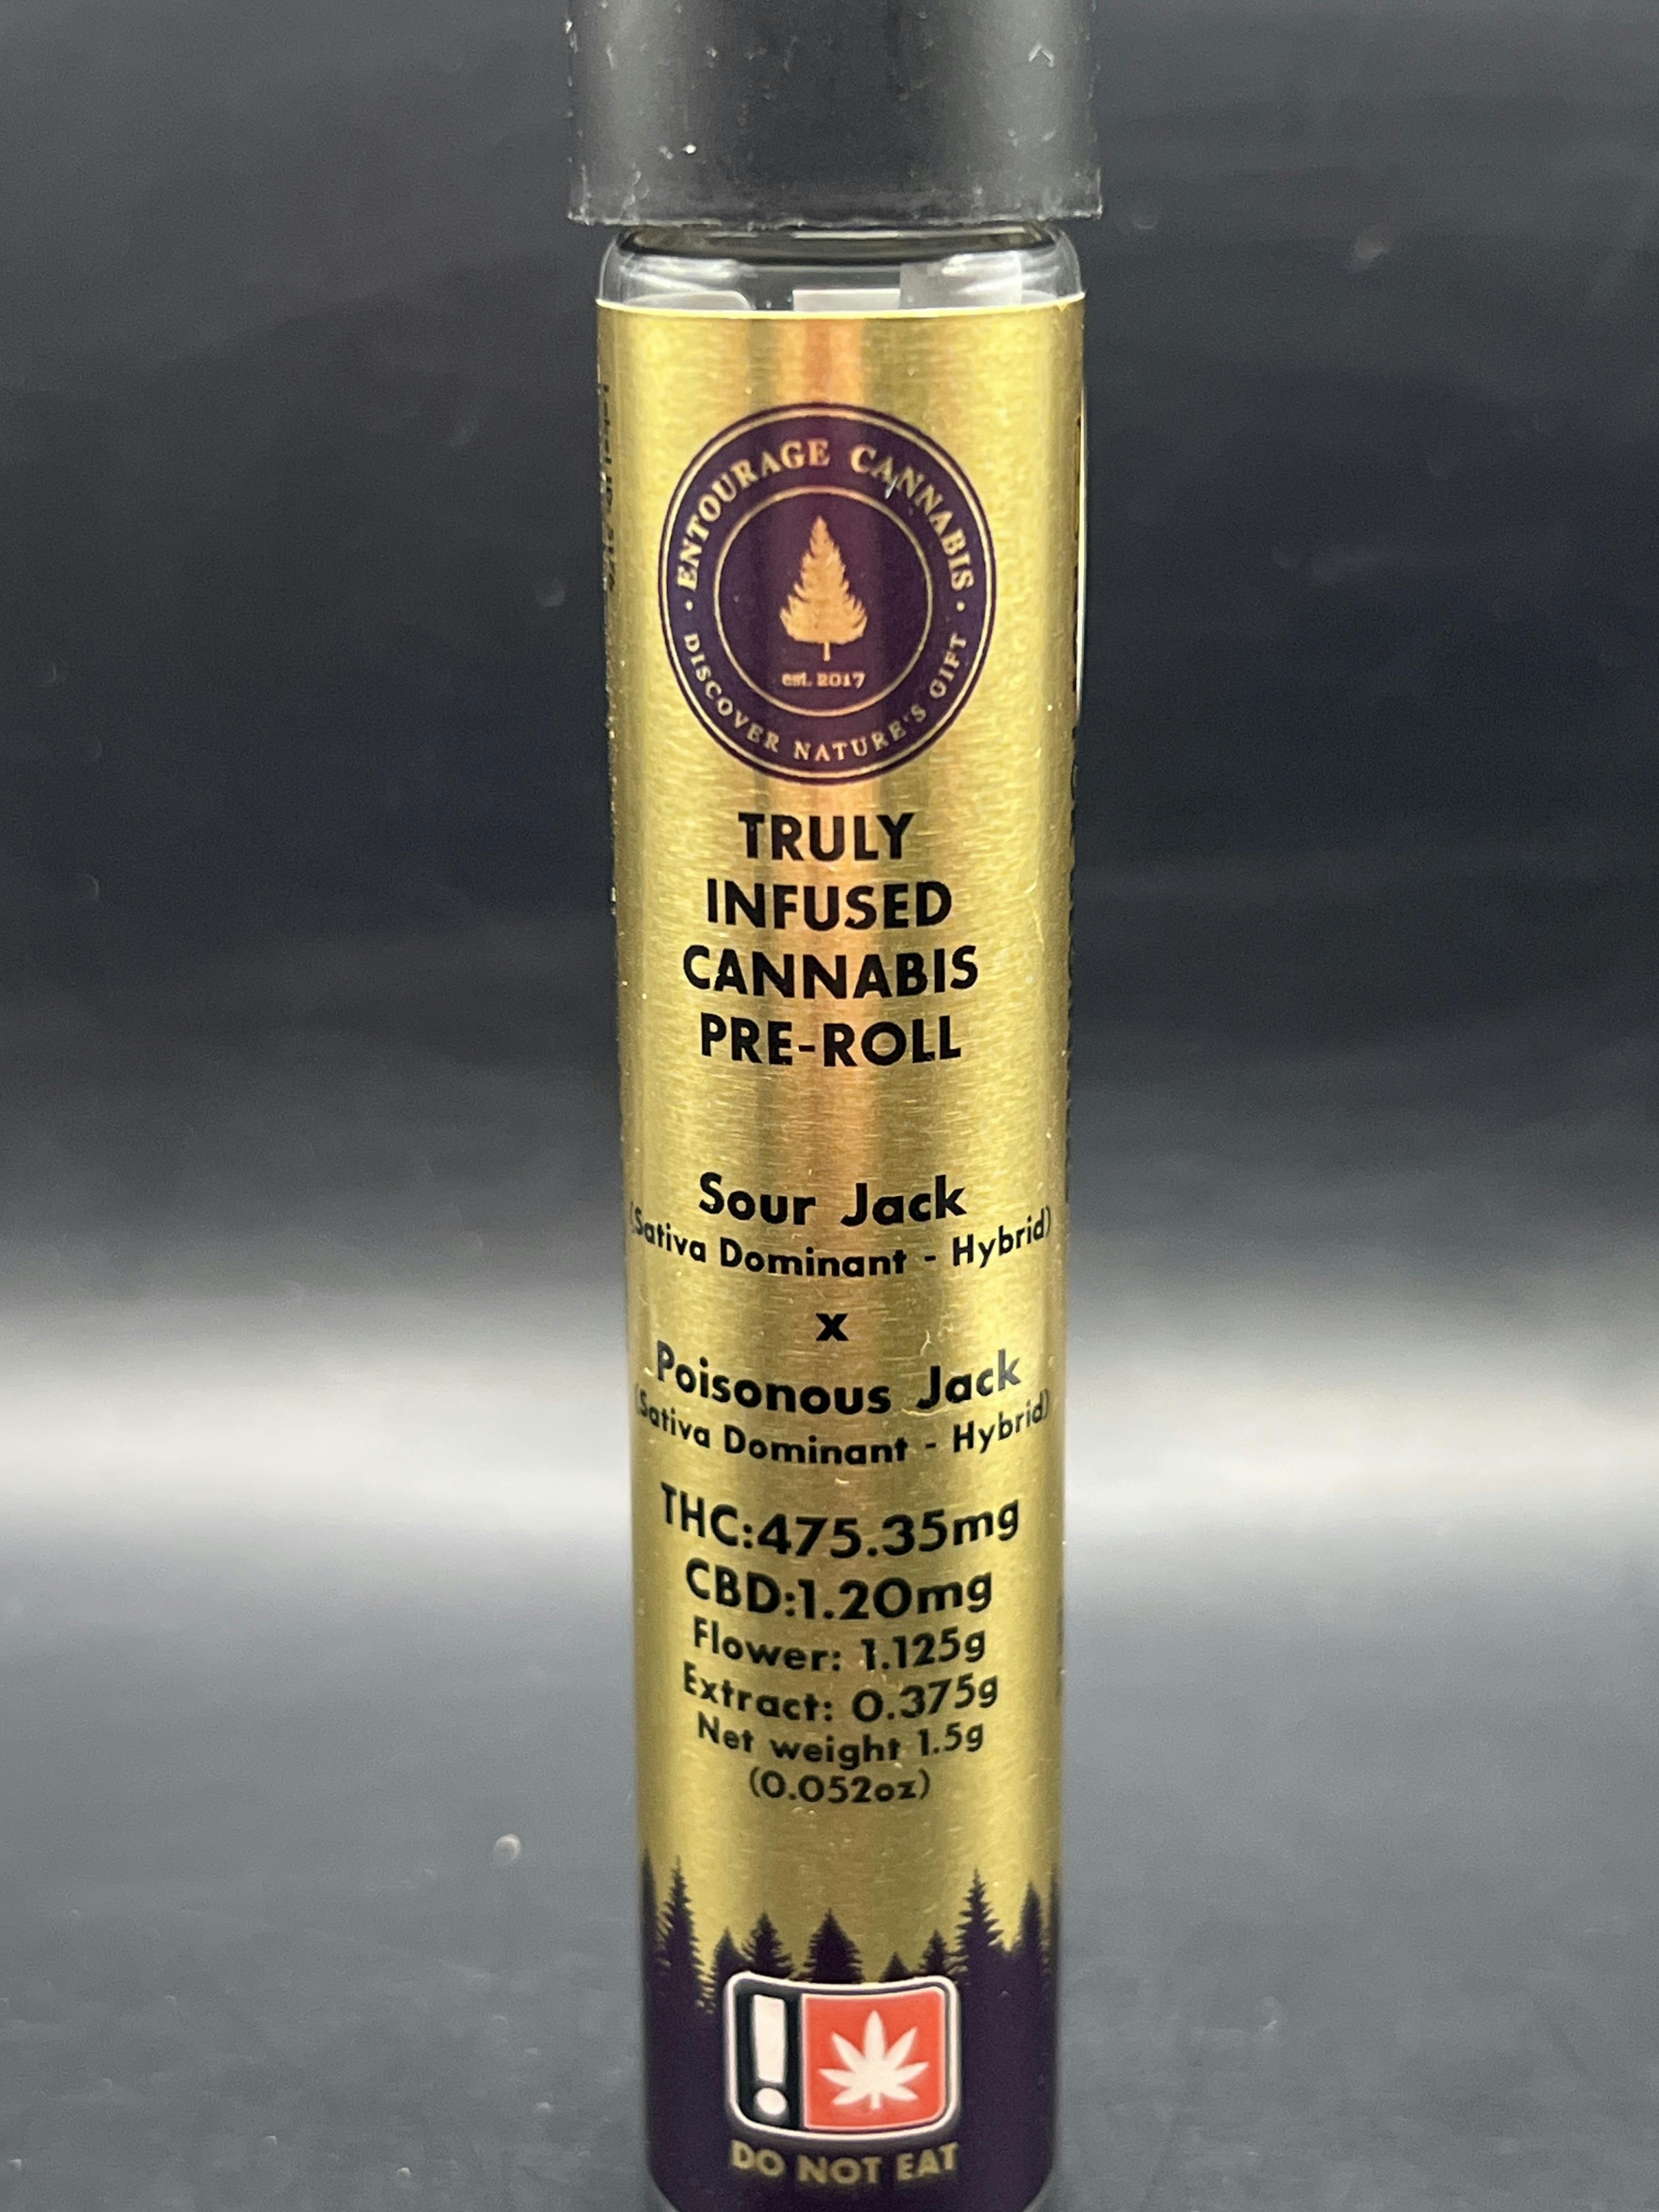 ENTOURAGE CANNABIS
est. 2017
DISCOVER NATURE'S GIFT
TRULY
INFUSED
CANNABIS
PRE-ROLL
Sour Jack
(Sativa Dominant - Hybrid)
x
Poisonous Jack
(Sativa Dominant - Hybrid)
THC:475.35mg
CBD:1.20mg
Flower: 1.125g
Extract: 0.375g
Net weight 1.5g
(0.052oz)
!
DO NOT EAT